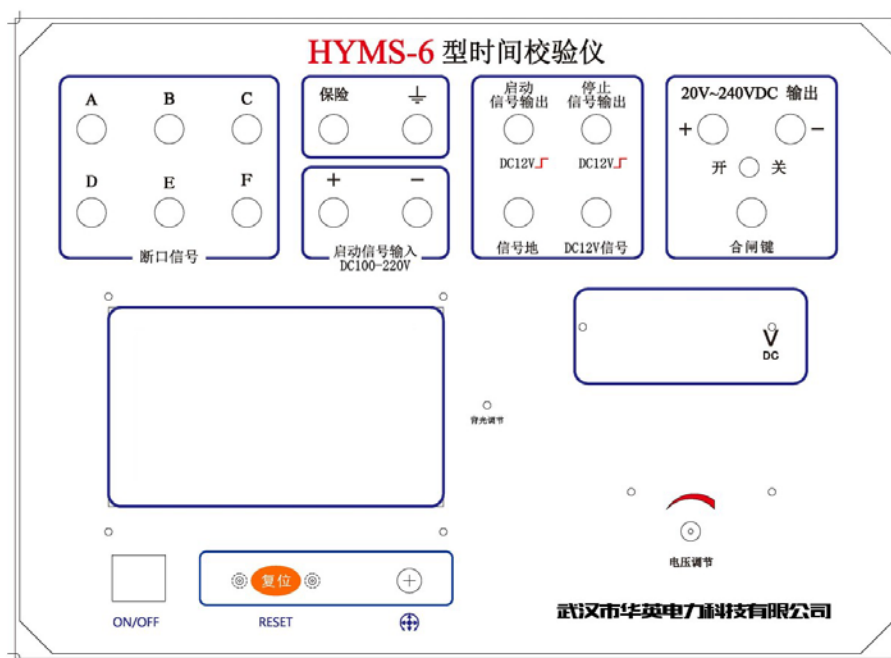 HYMS-6 型时间校验仪
A B C
D E F
断口信号
保险
+ −
启动信号输入
DC100-220V
启动
信号输出
停止
信号输出
DC12V DC12V
信号地 DC12V信号
20V~240VDC 输出
+ −
开 关
合闸键
V
DC
背光调节
电压调节
复位
ON/OFF
RESET
武汉市华英电力科技有限公司